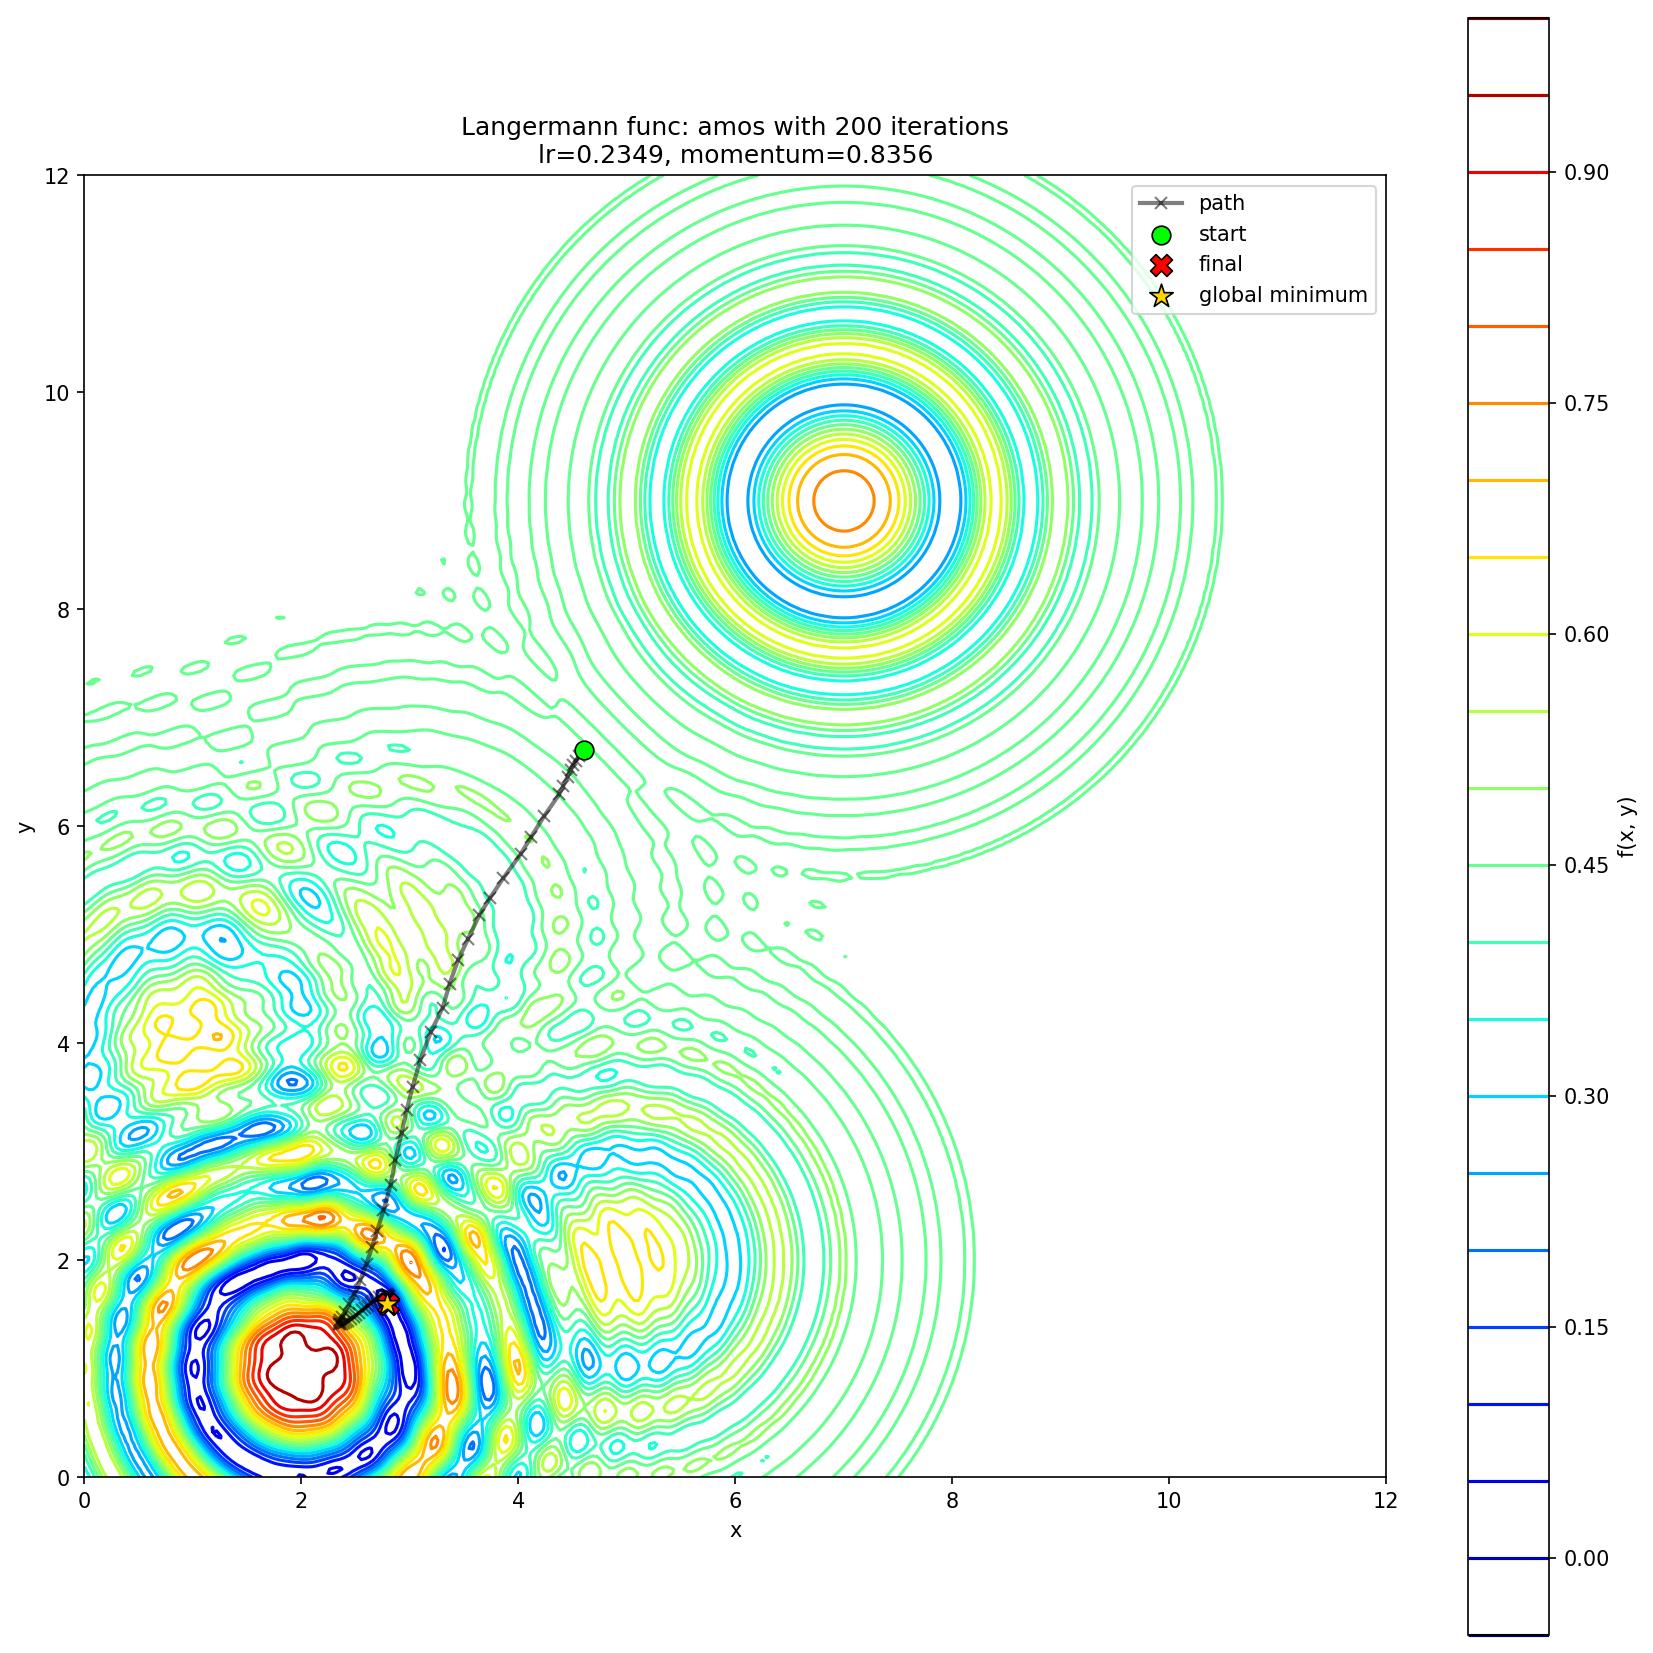 Langermann func: amos with 200 iterations
lr=0.2349, momentum=0.8356
path
start
final
global minimum
12
10
8
6
4
2
0
y
0
2
4
6
8
10
12
x
0.90
0.75
0.60
0.45
0.30
0.15
0.00
f(x, y)